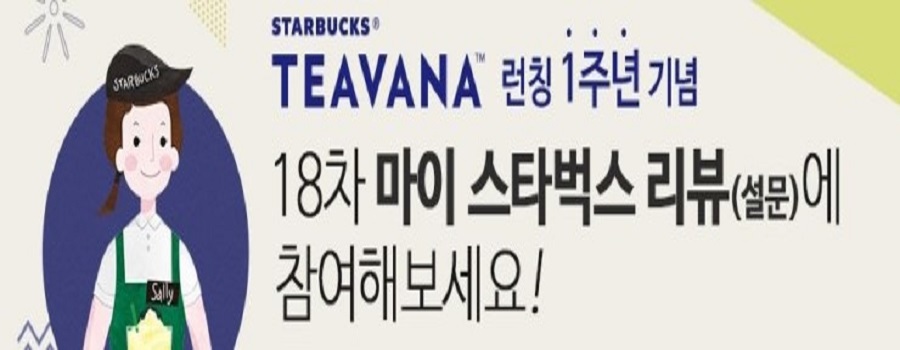 STARBUCKS®
TEAVANA™ 런칭 1주년 기념
18차 마이 스타벅스 리뷰(설문)에
참여해보세요!
STARBUCKS
Sally